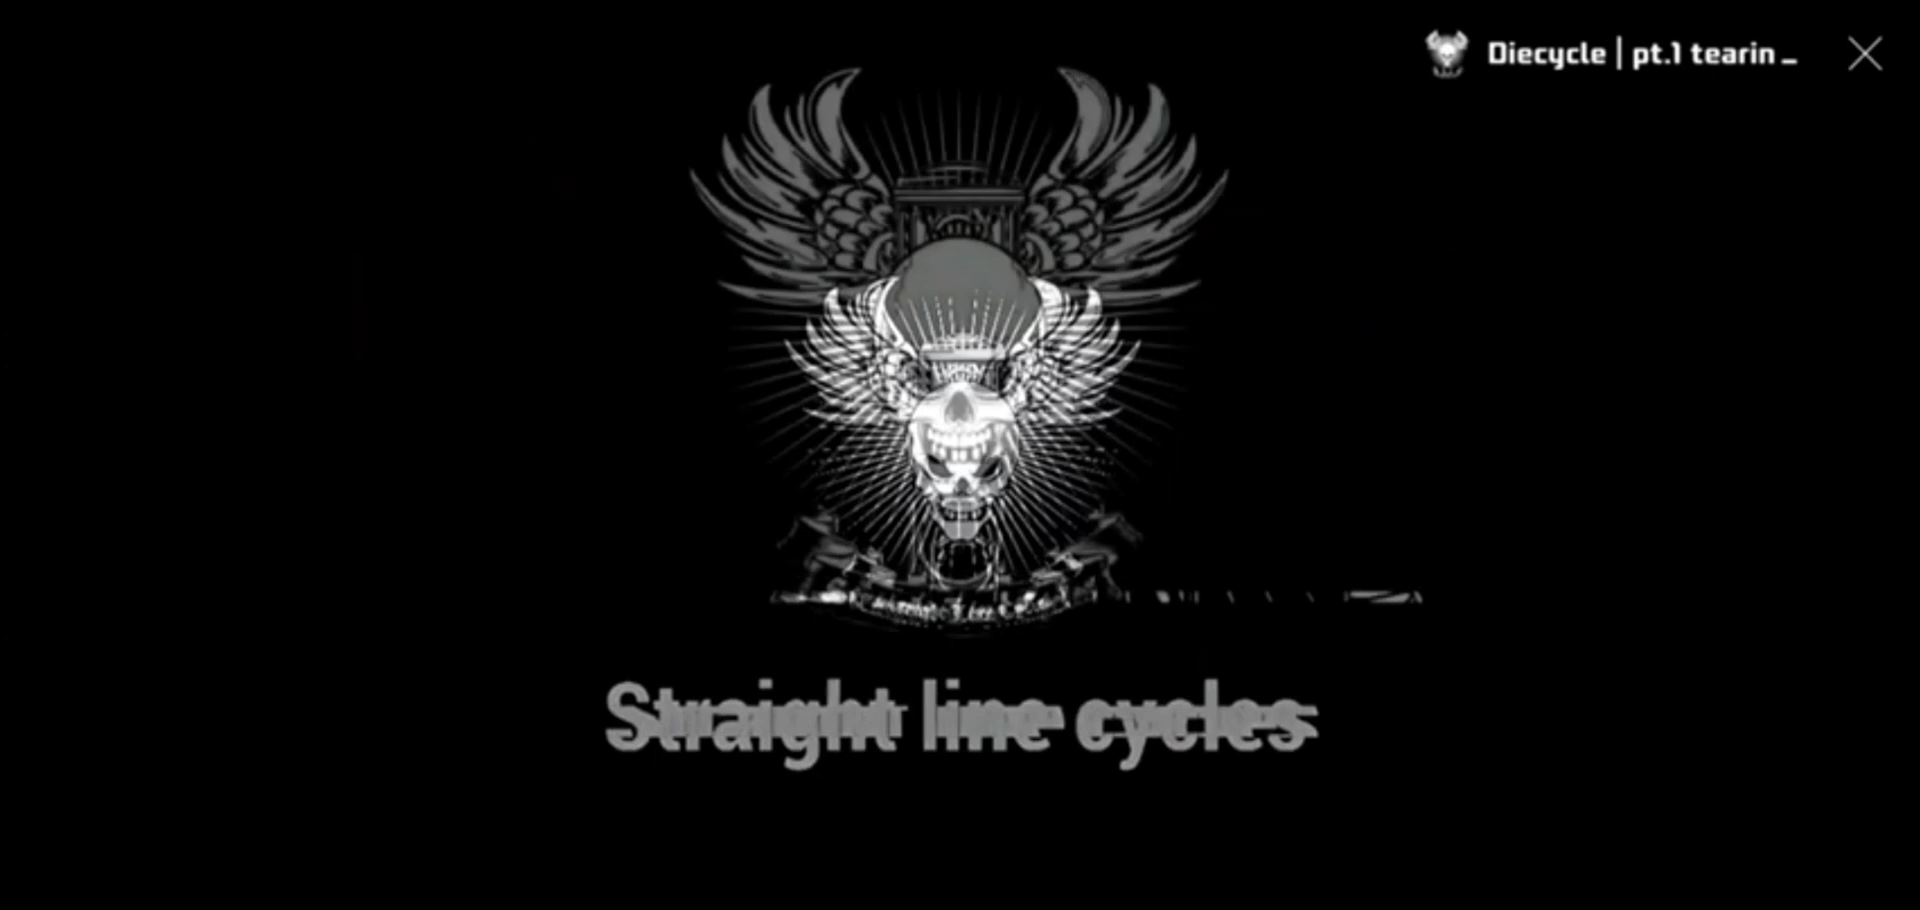 Diecycle | pt.1 tearin _
Straight line cycles